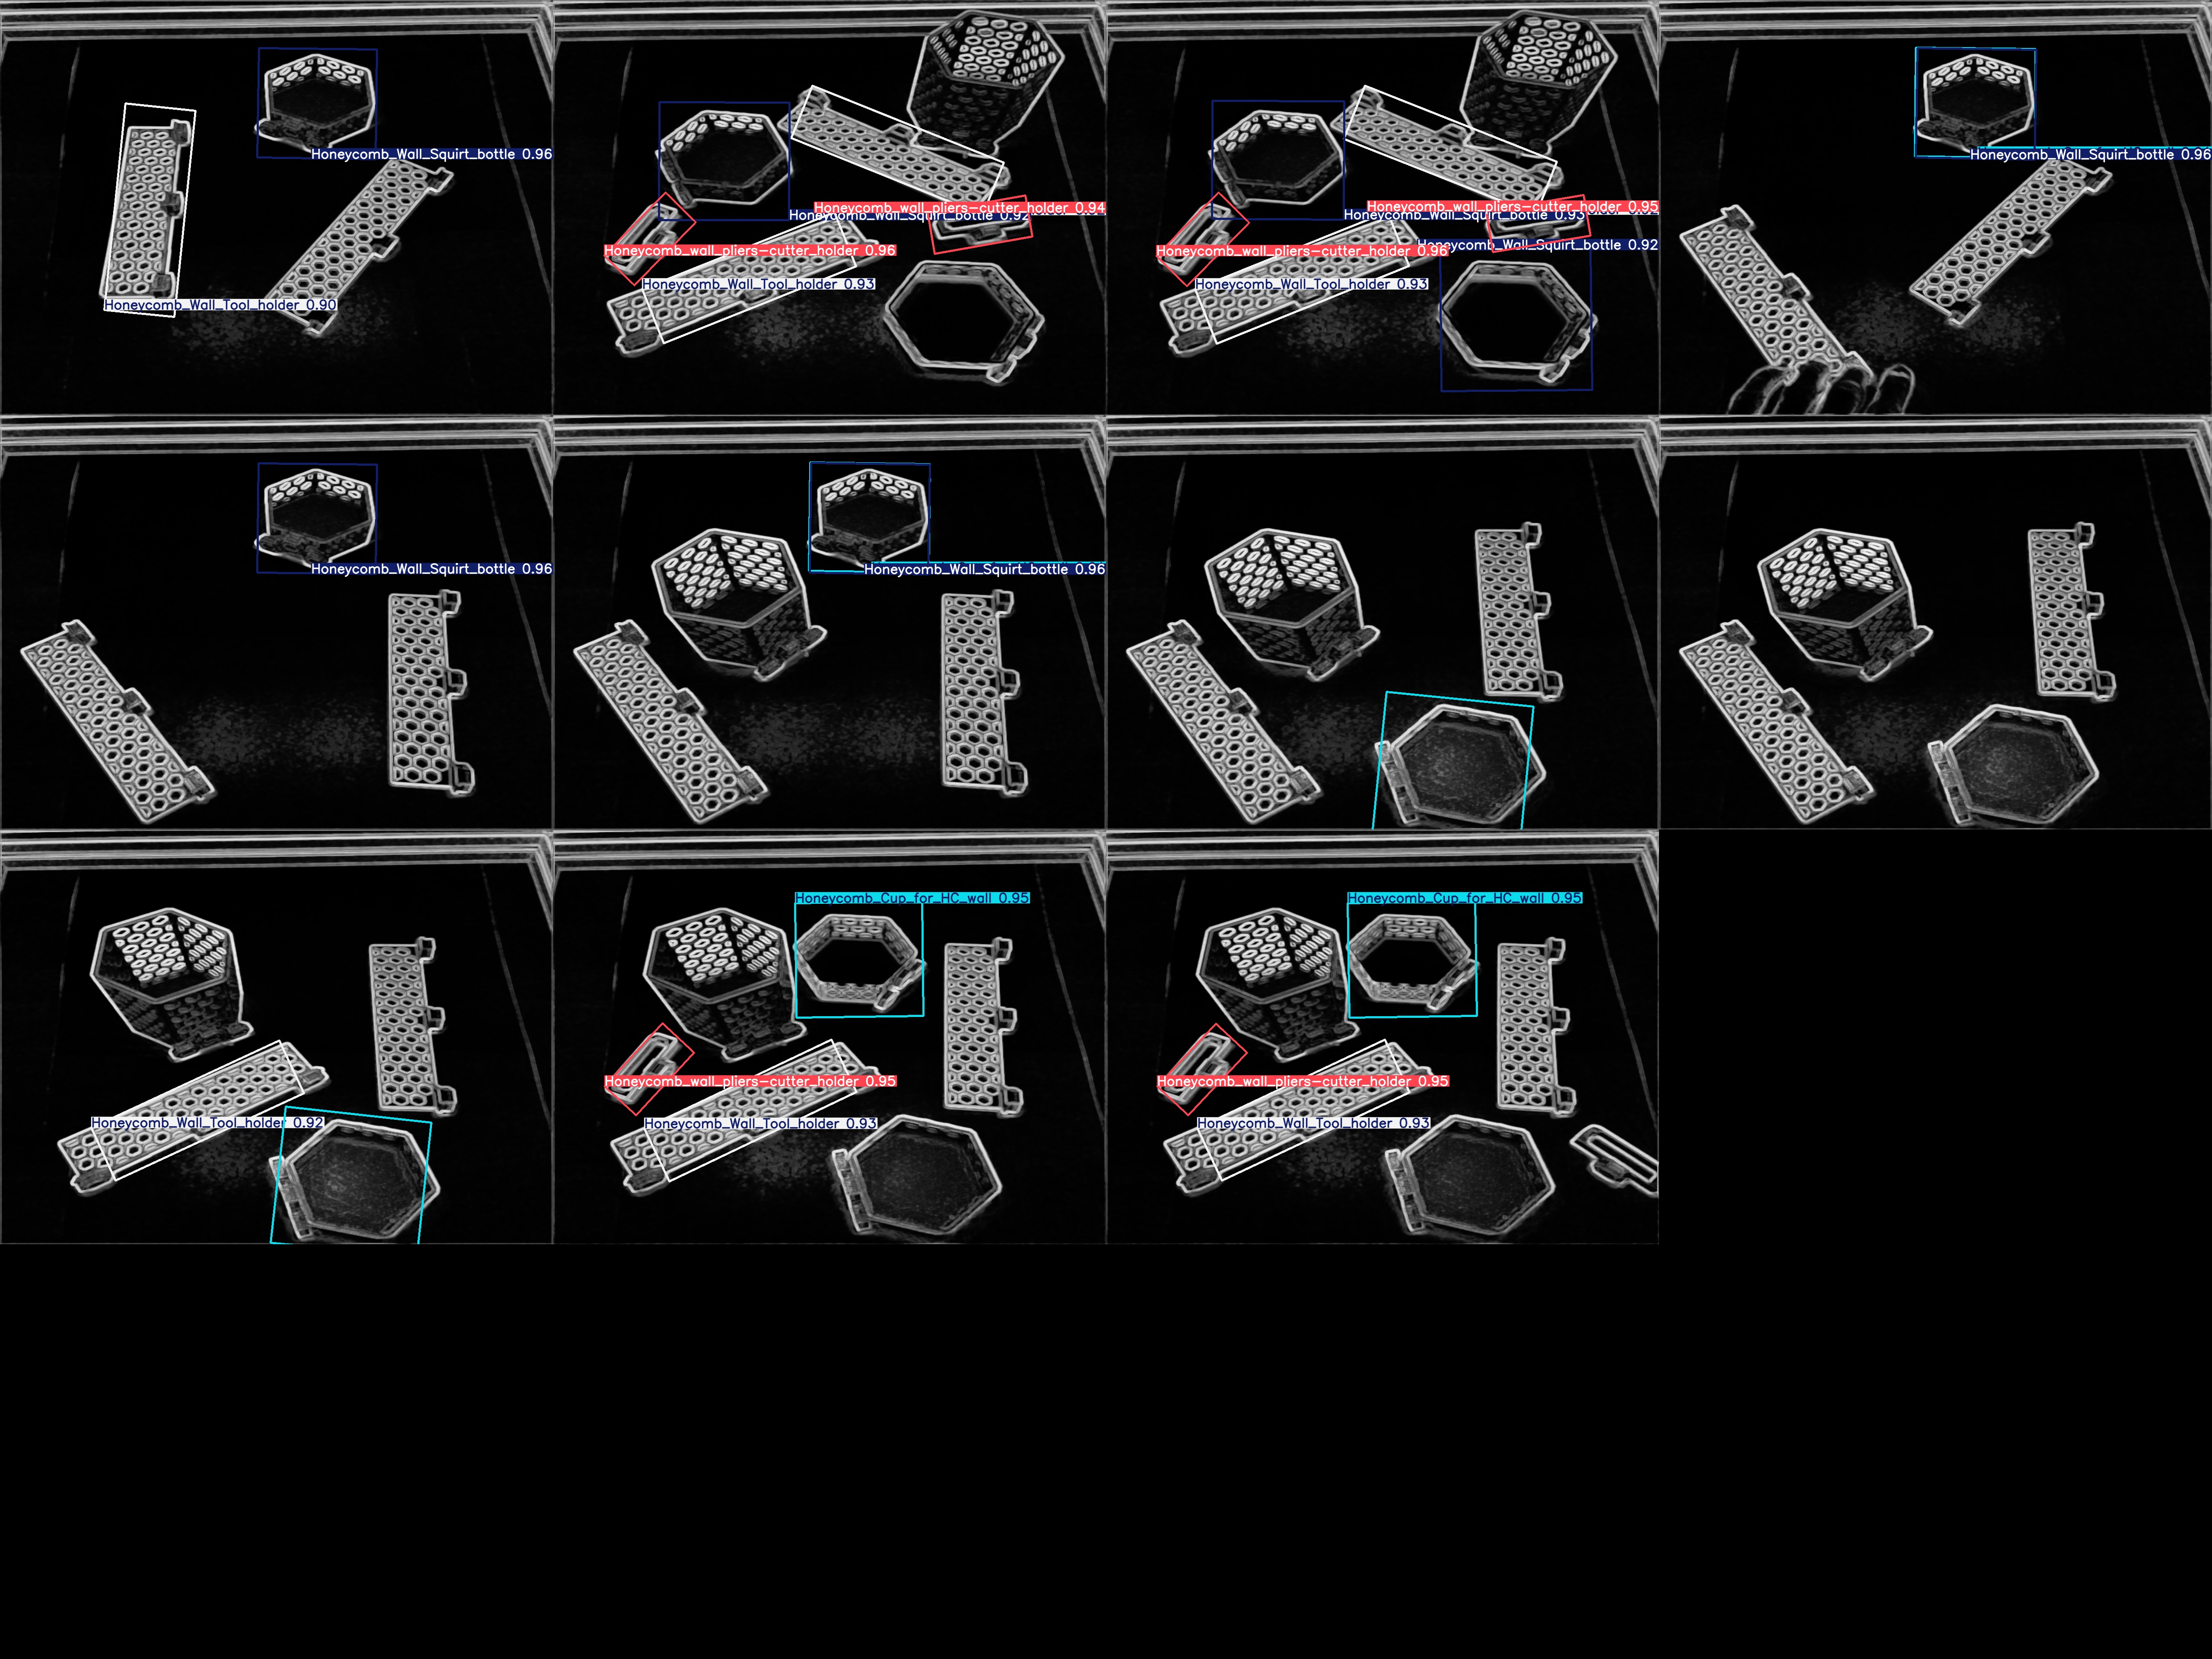 Honeycomb_Wall_Squirt_bottle 0.96
Honeycomb_Wall_Tool_holder 0.90
Honeycomb_wall_pliers-cutter_holder 0.94
Honeycomb_Wall_Squirt_bottle 0.92
Honeycomb_wall_pliers-cutter_holder 0.96
Honeycomb_Wall_Tool_holder 0.93
Honeycomb_wall_pliers-cutter_holder 0.95
Honeycomb_Wall_Squirt_bottle 0.93
Honeycomb_Wall_Squirt_bottle 0.92
Honeycomb_wall_pliers-cutter_holder 0.96
Honeycomb_Wall_Tool_holder 0.93
Honeycomb_Wall_Squirt_bottle 0.96
Honeycomb_Wall_Squirt_bottle 0.96
Honeycomb_Wall_Squirt_bottle 0.96
Honeycomb_Wall_Tool_holder 0.92
Honeycomb_Cup_for_HC_wall 0.95
Honeycomb_wall_pliers-cutter_holder 0.95
Honeycomb_Wall_Tool_holder 0.93
Honeycomb_Cup_for_HC_wall 0.95
Honeycomb_wall_pliers-cutter_holder 0.95
Honeycomb_Wall_Tool_holder 0.93